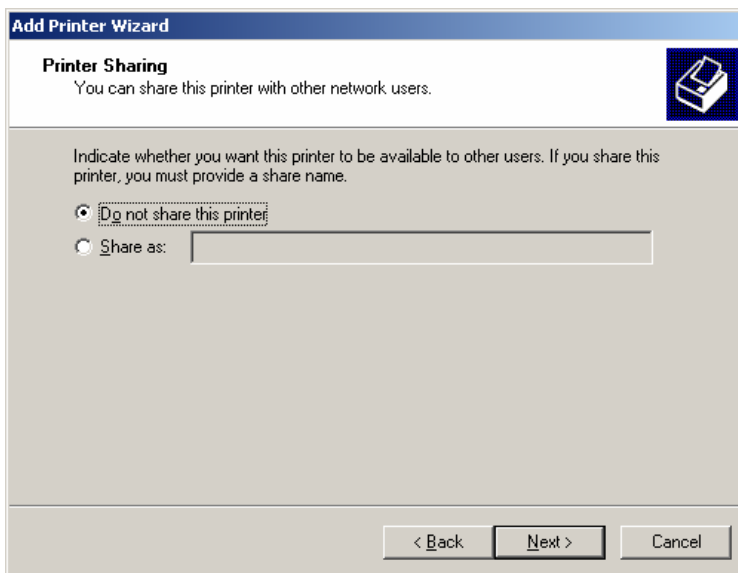 Add Printer Wizard
Printer Sharing
You can share this printer with other network users.
Indicate whether you want this printer to be available to other users. If you share this
printer, you must provide a share name.
Do not share this printer
Share as:
< Back
Next >
Cancel